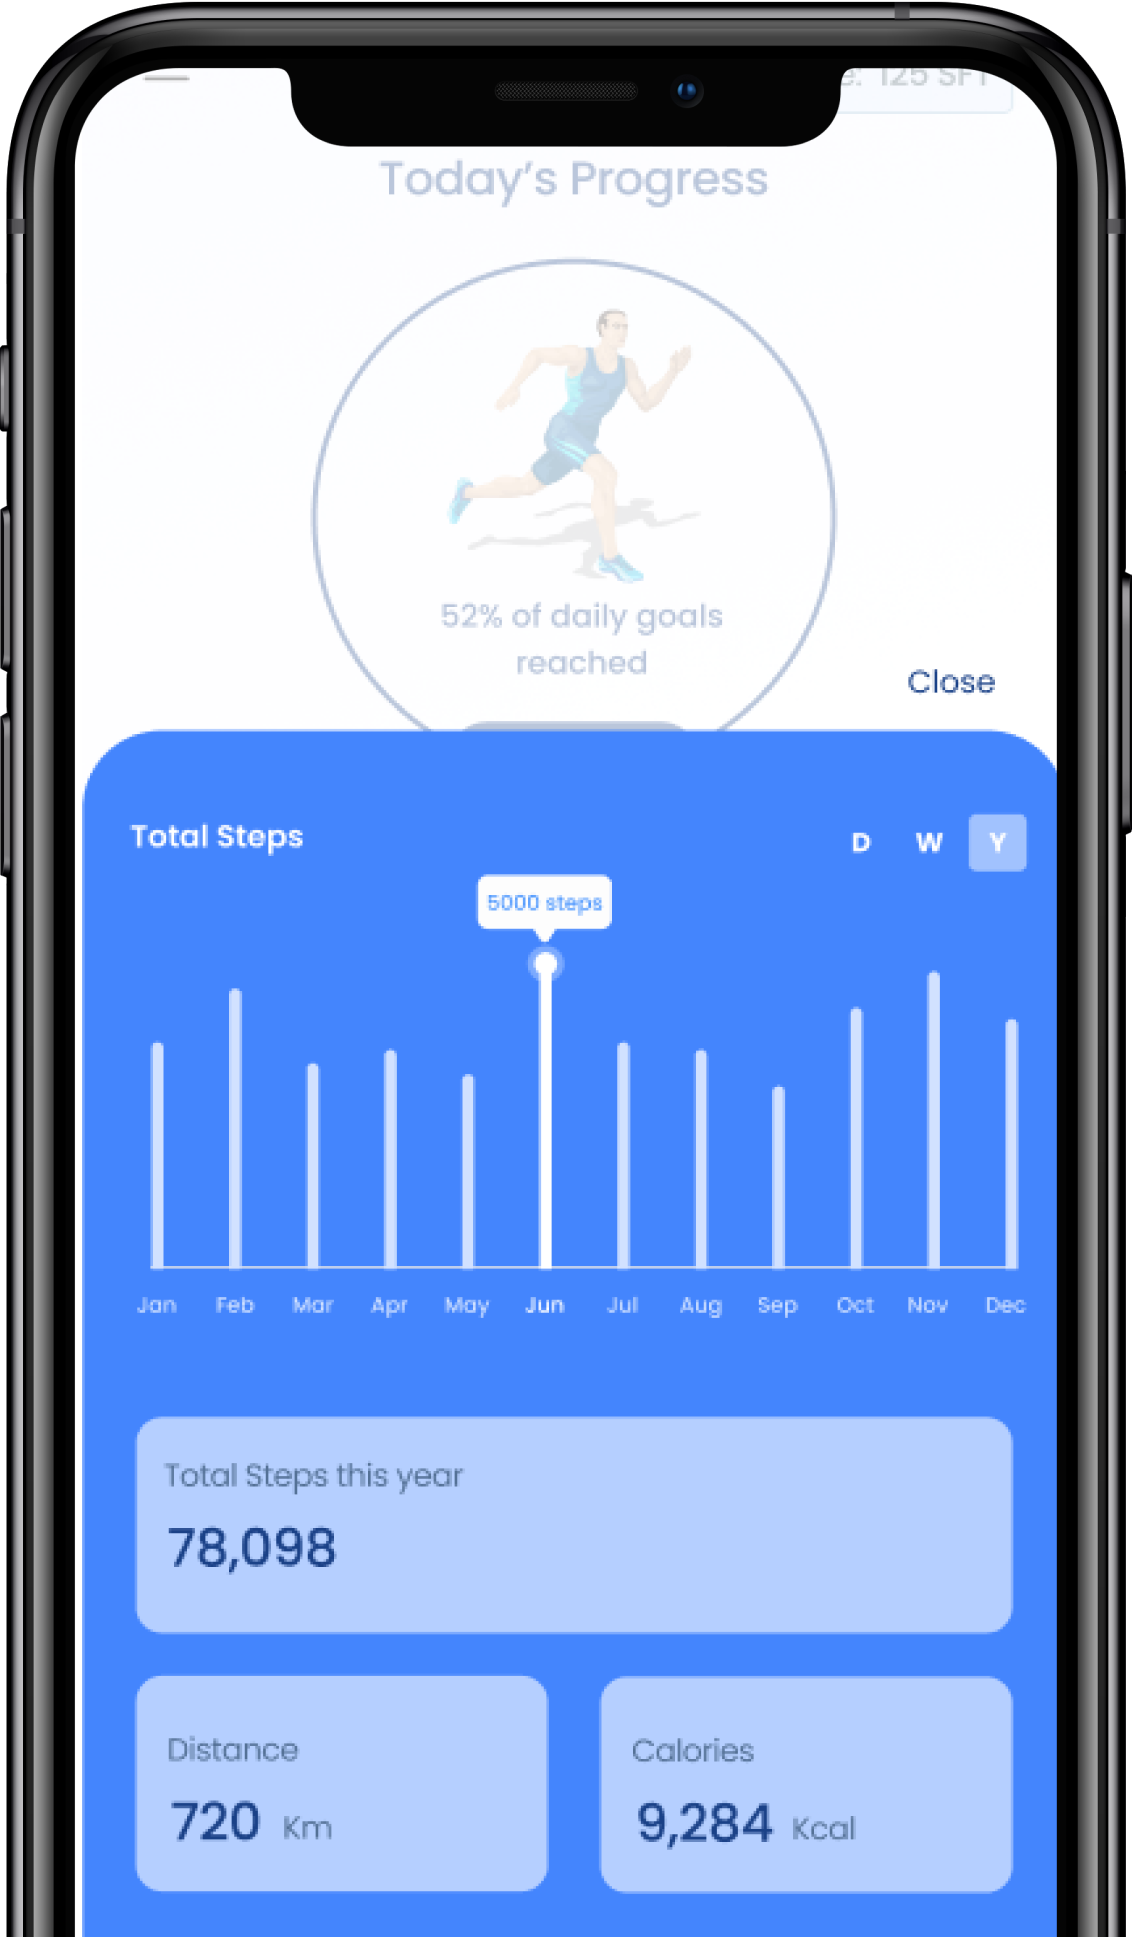 e: 125 SFT
Today's Progress
52% of daily goals
reached
Close
Total Steps
D W Y
5000 steps
Jan Feb Mar Apr May Jun Jul Aug Sep Oct Nov Dec
Total Steps this year
78,098
Distance
720 Km
Calories
9,284 Kcal